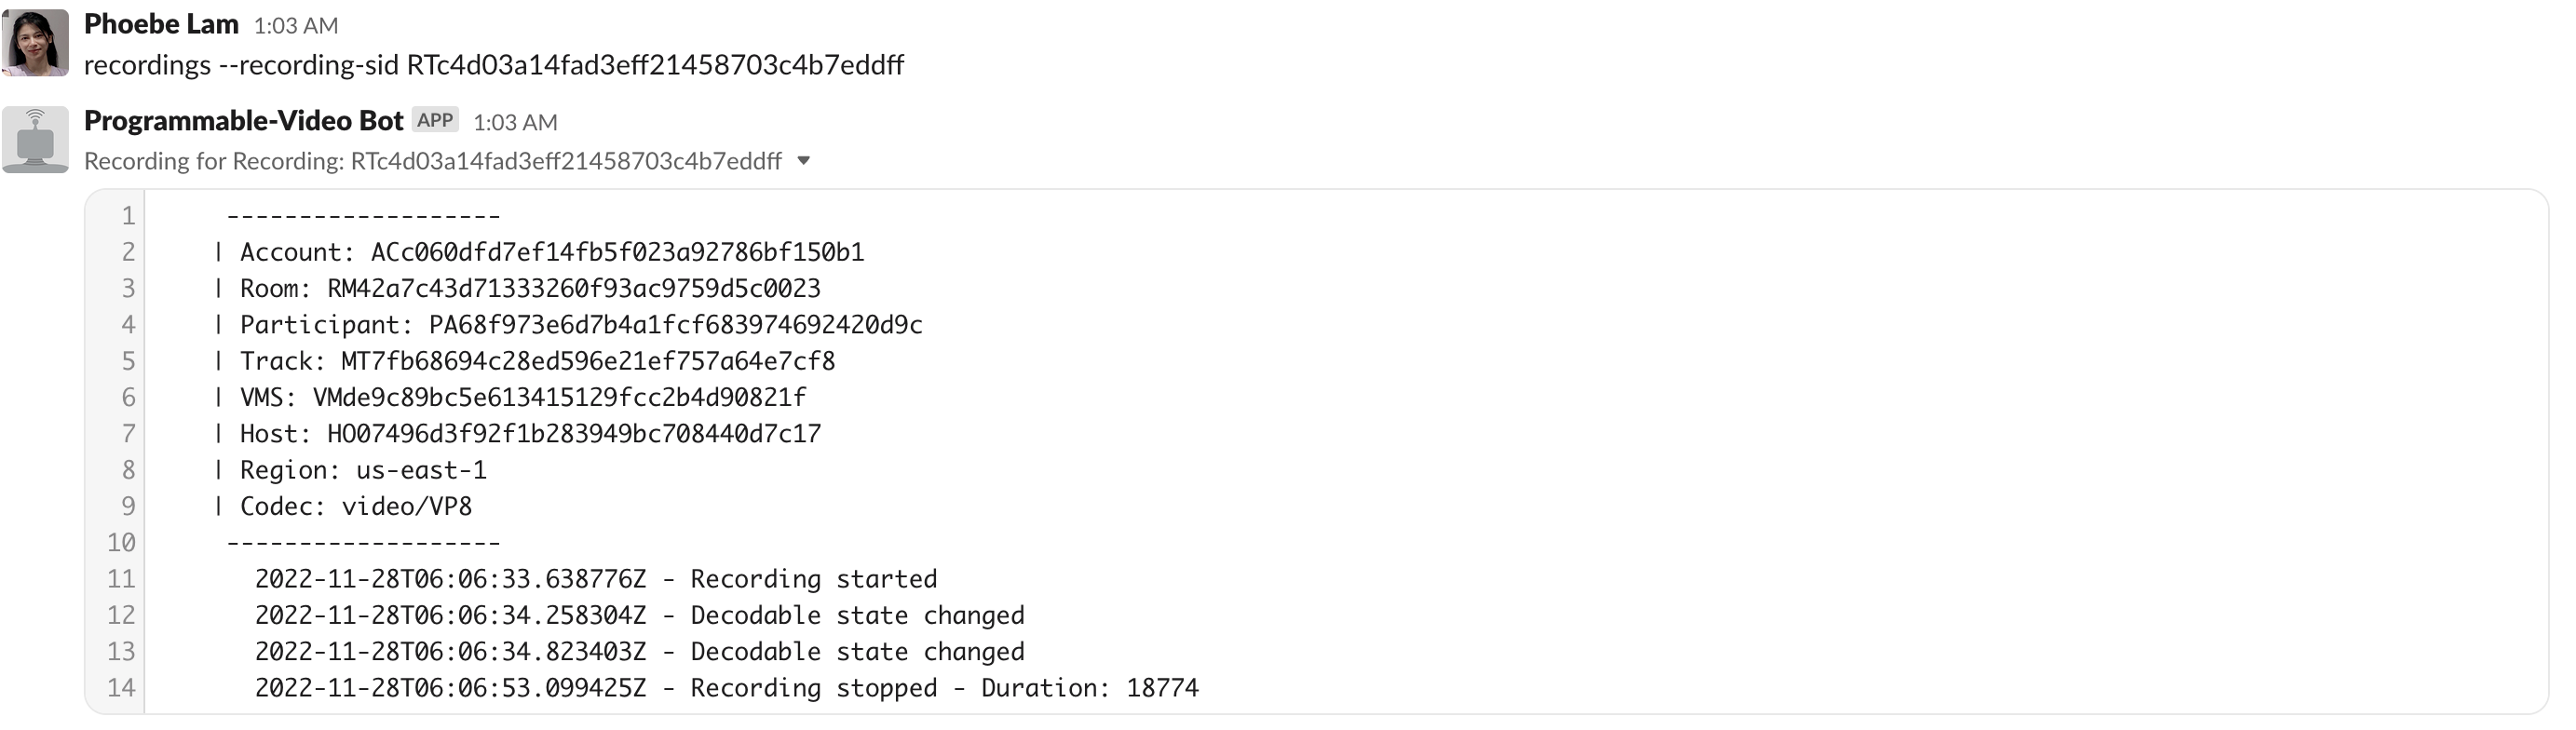 Phoebe Lam 1:03 AM
recordings --recording-sid RTc4d03a14fad3eff21458703c4b7eddff
Programmable-Video Bot APP 1:03 AM
Recording for Recording: RTc4d03a14fad3eff21458703c4b7eddff
1 -------------------
2 | Account: ACc060dfd7ef14fb5f023a92786bf150b1
3 | Room: RM42a7c43d71333260f93ac9759d5c0023
4 | Participant: PA68f973e6d7b4a1fcf683974692420d9c
5 | Track: MT7fb68694c28ed596e21ef757a64e7cf8
6 | VMS: VMde9c89bc5e613415129fcc2b4d90821f
7 | Host: HO07496d3f92f1b283949bc708440d7c17
8 | Region: us-east-1
9 | Codec: video/VP8
10 -------------------
11 2022-11-28T06:06:33.638776Z - Recording started
12 2022-11-28T06:06:34.258304Z - Decodable state changed
13 2022-11-28T06:06:34.823403Z - Decodable state changed
14 2022-11-28T06:06:53.099425Z - Recording stopped - Duration: 18774